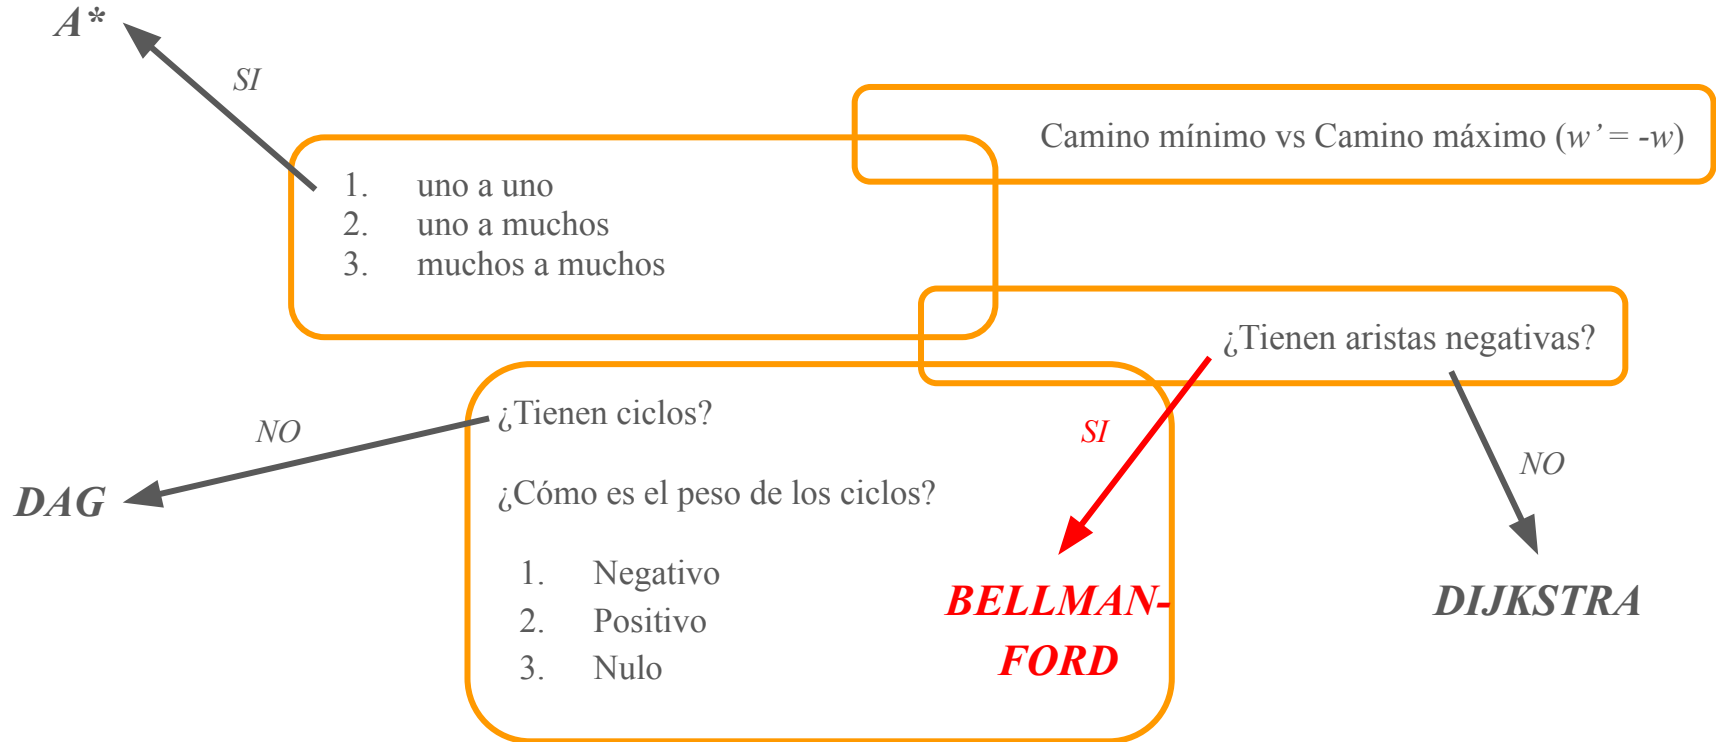 A*
SI
Camino mínimo vs Camino máximo (w’ = -w)
1. uno a uno
2. uno a muchos
3. muchos a muchos
¿Tienen aristas negativas?
¿Tienen ciclos?
NO
SI
NO
DAG
¿Cómo es el peso de los ciclos?
1. Negativo
2. Positivo
3. Nulo
BELLMAN-
FORD
DIJKSTRA